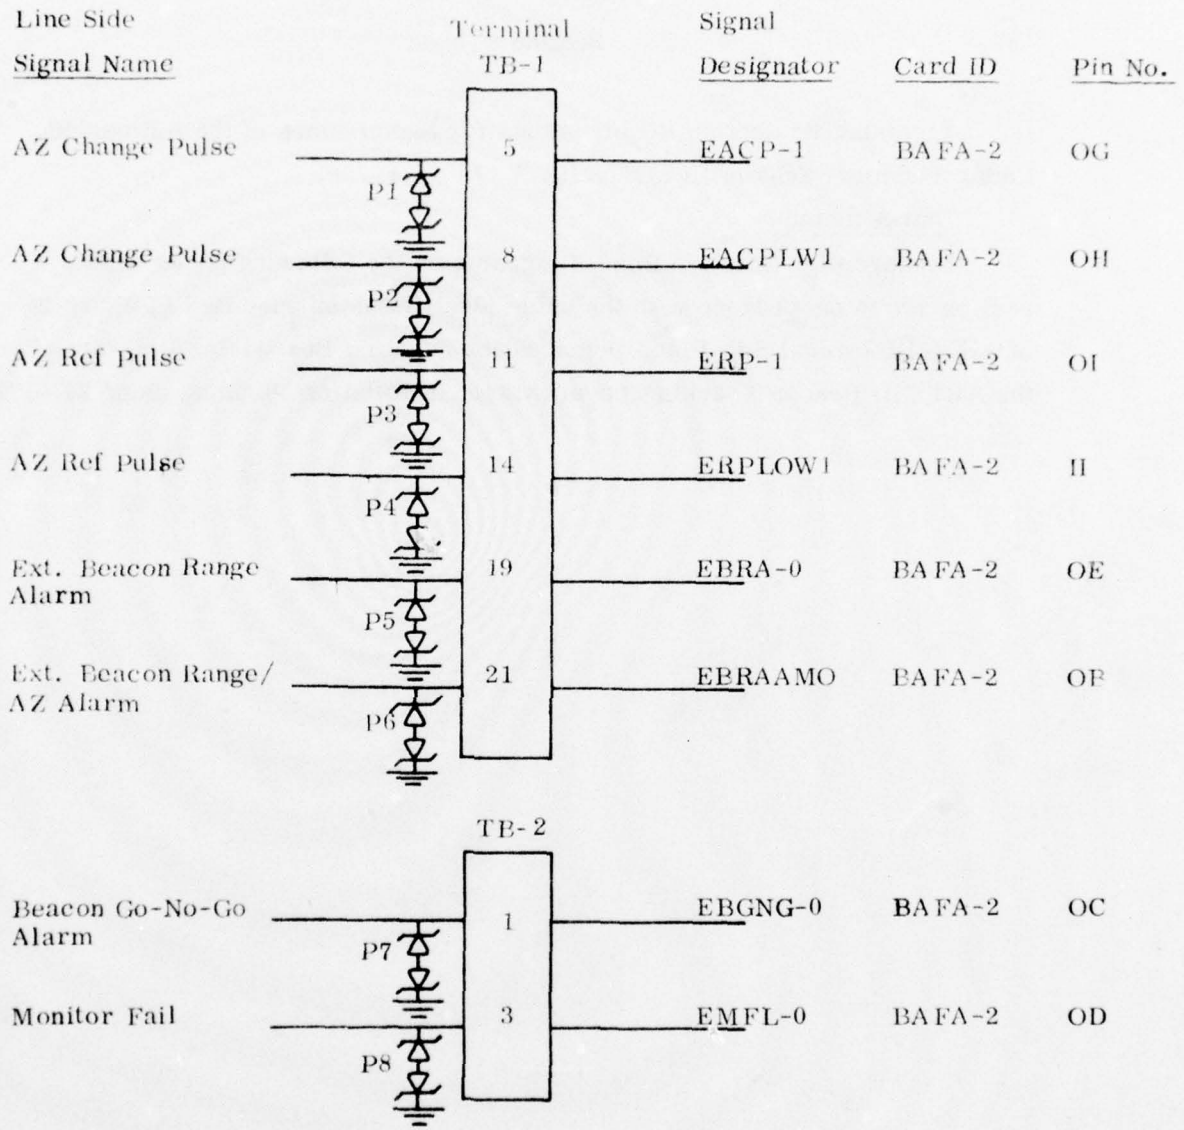 Line Side
Signal Name
Terminal
TB-1
Signal
Designator
Card ID
Pin No.
AZ Change Pulse
P1
5
EACP-1
BAFA-2
OG
AZ Change Pulse
P2
8
EACPLW1
BAFA-2
OH
AZ Ref Pulse
P3
11
ERP-1
BAFA-2
OI
AZ Ref Pulse
P4
14
ERPLOW1
BAFA-2
II
Ext. Beacon Range
Alarm
P5
19
EBRA-0
BAFA-2
OE
Ext. Beacon Range/
AZ Alarm
P6
21
EBRAAMO
BAFA-2
TB-2
Beacon Go-No-Go
Alarm
P7
1
EBGNG-0
BAFA-2
OC
Monitor Fail
P8
3
EMFL-0
BAFA-2
OD